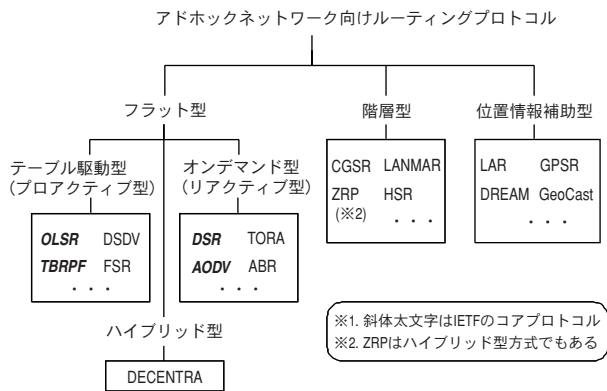 アドホックネットワーク向けルーティングプロトコル
フラット型
階層型
位置情報補助型
テーブル駆動型
(プロアクティブ型)
オンデマンド型
(リアクティブ型)
OLSR DSDV
TBRPF FSR
・・・
DSR TORA
AODV ABR
・・・
CGSR LANMAR
ZRP HSR
(※2) ・・・
LAR GPSR
DREAM GeoCast
・・・
ハイブリッド型
DECENTRA
※1. 斜体太文字はIETFのコアプロトコル
※2. ZRPはハイブリッド型方式でもある